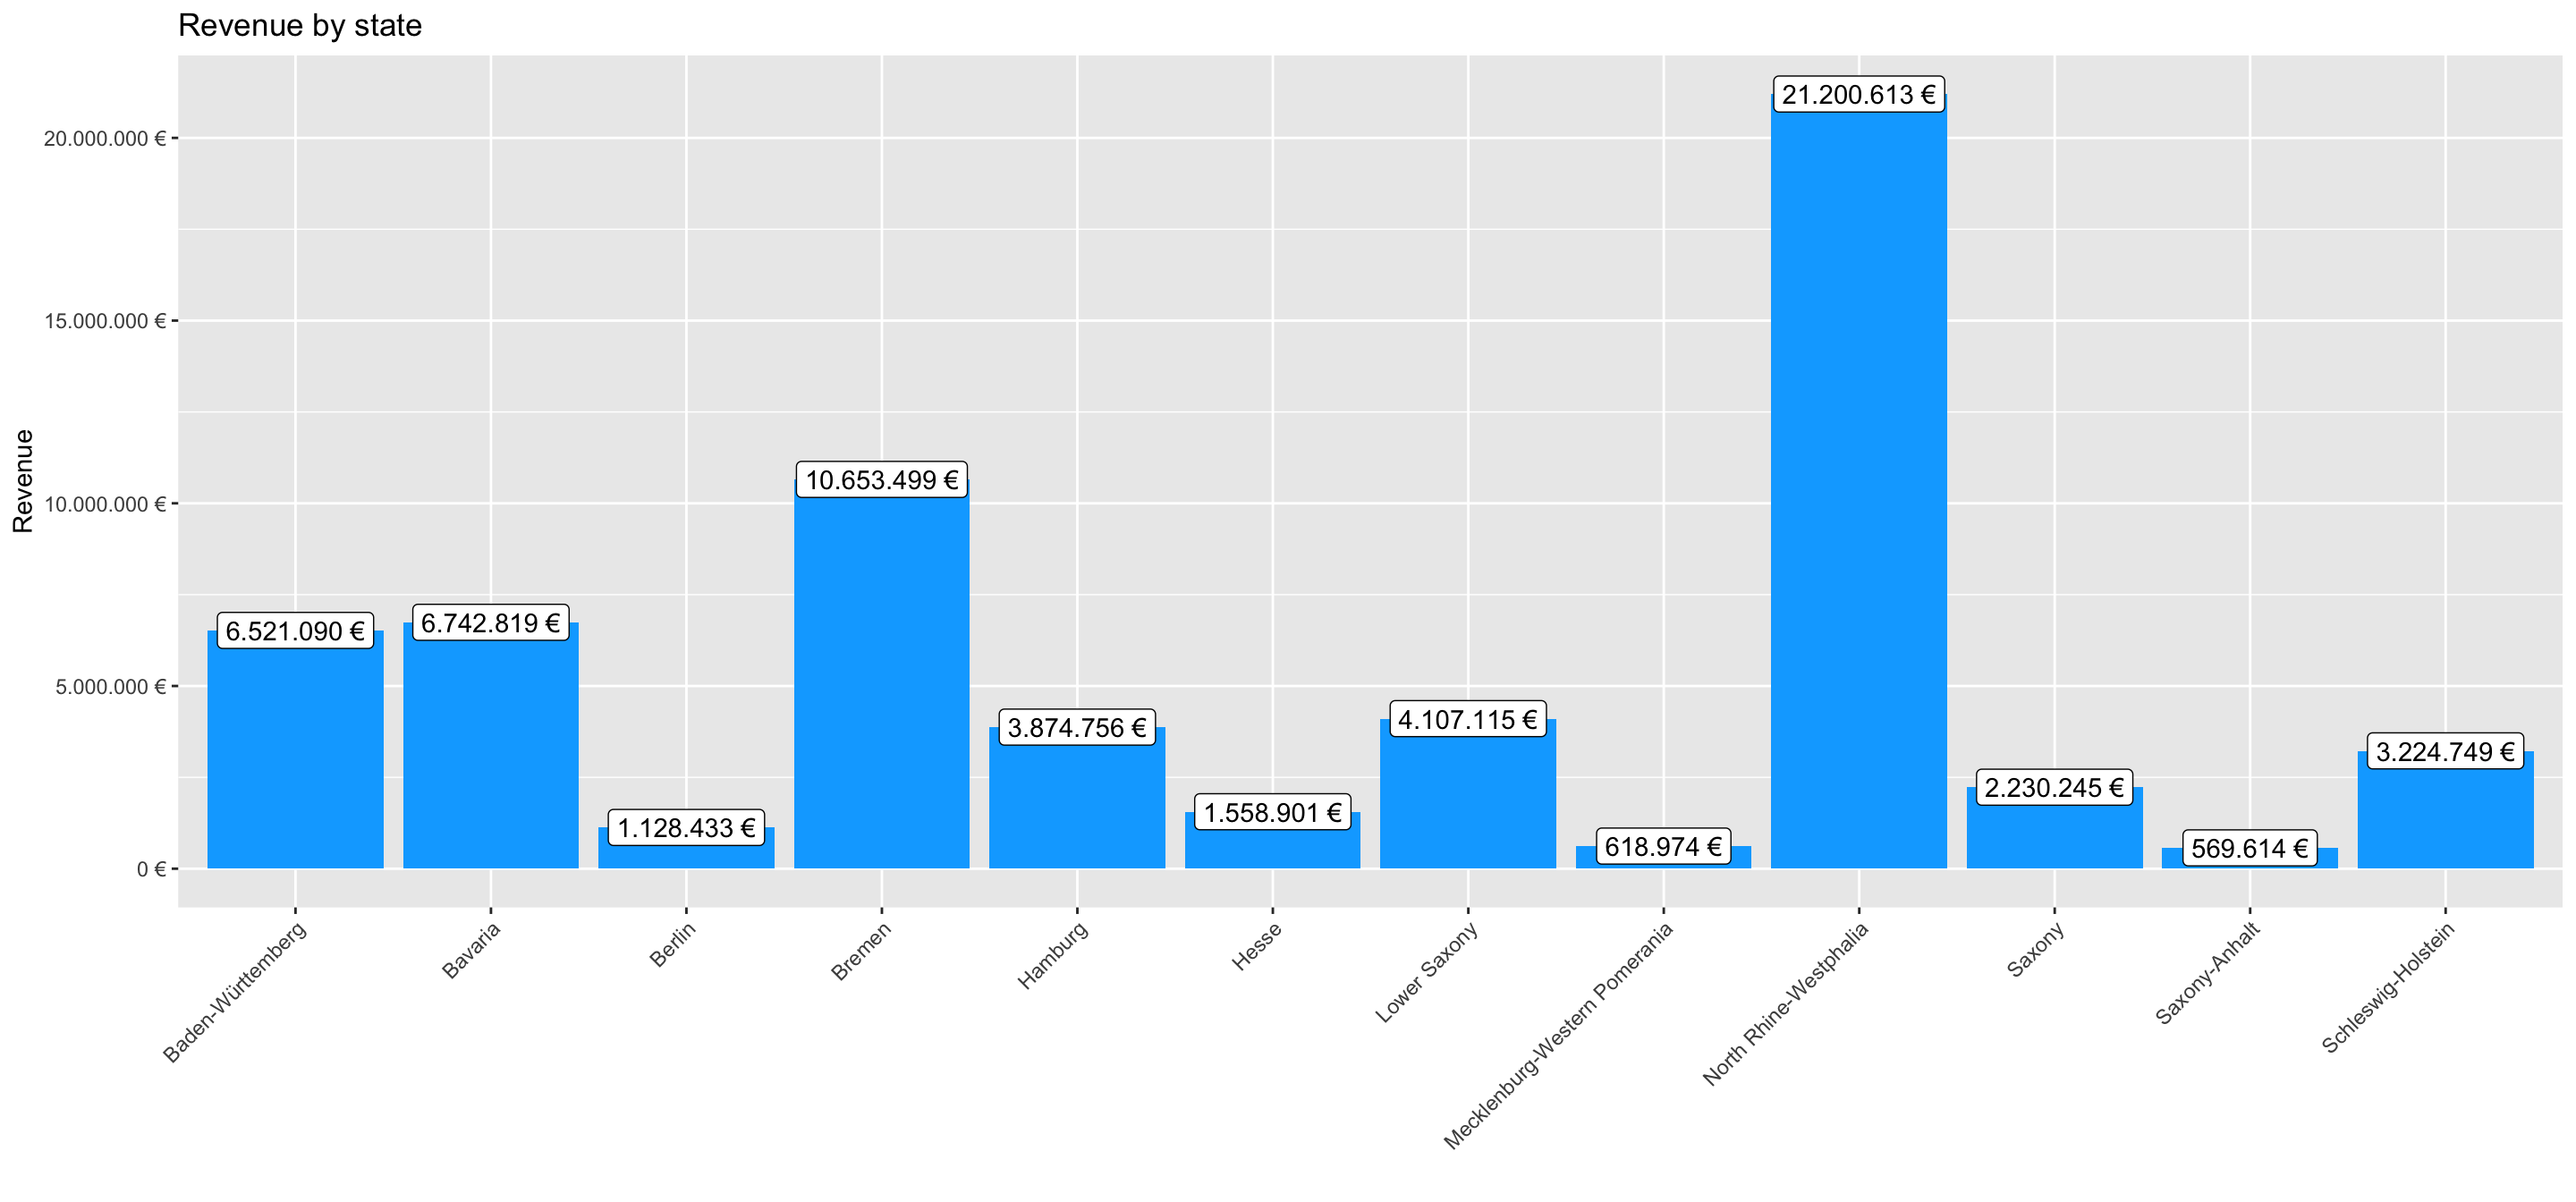 Revenue by state
Revenue
20.000.000 €
15.000.000 €
10.000.000 €
5.000.000 €
0 €
6.521.090 €
6.742.819 €
1.128.433 €
10.653.499 €
3.874.756 €
1.558.901 €
4.107.115 €
618.974 €
21.200.613 €
2.230.245 €
569.614 €
3.224.749 €
Baden-Württemberg
Bavaria
Berlin
Bremen
Hamburg
Hesse
Lower Saxony
Mecklenburg-Western Pomerania
North Rhine-Westphalia
Saxony
Saxony-Anhalt
Schleswig-Holstein